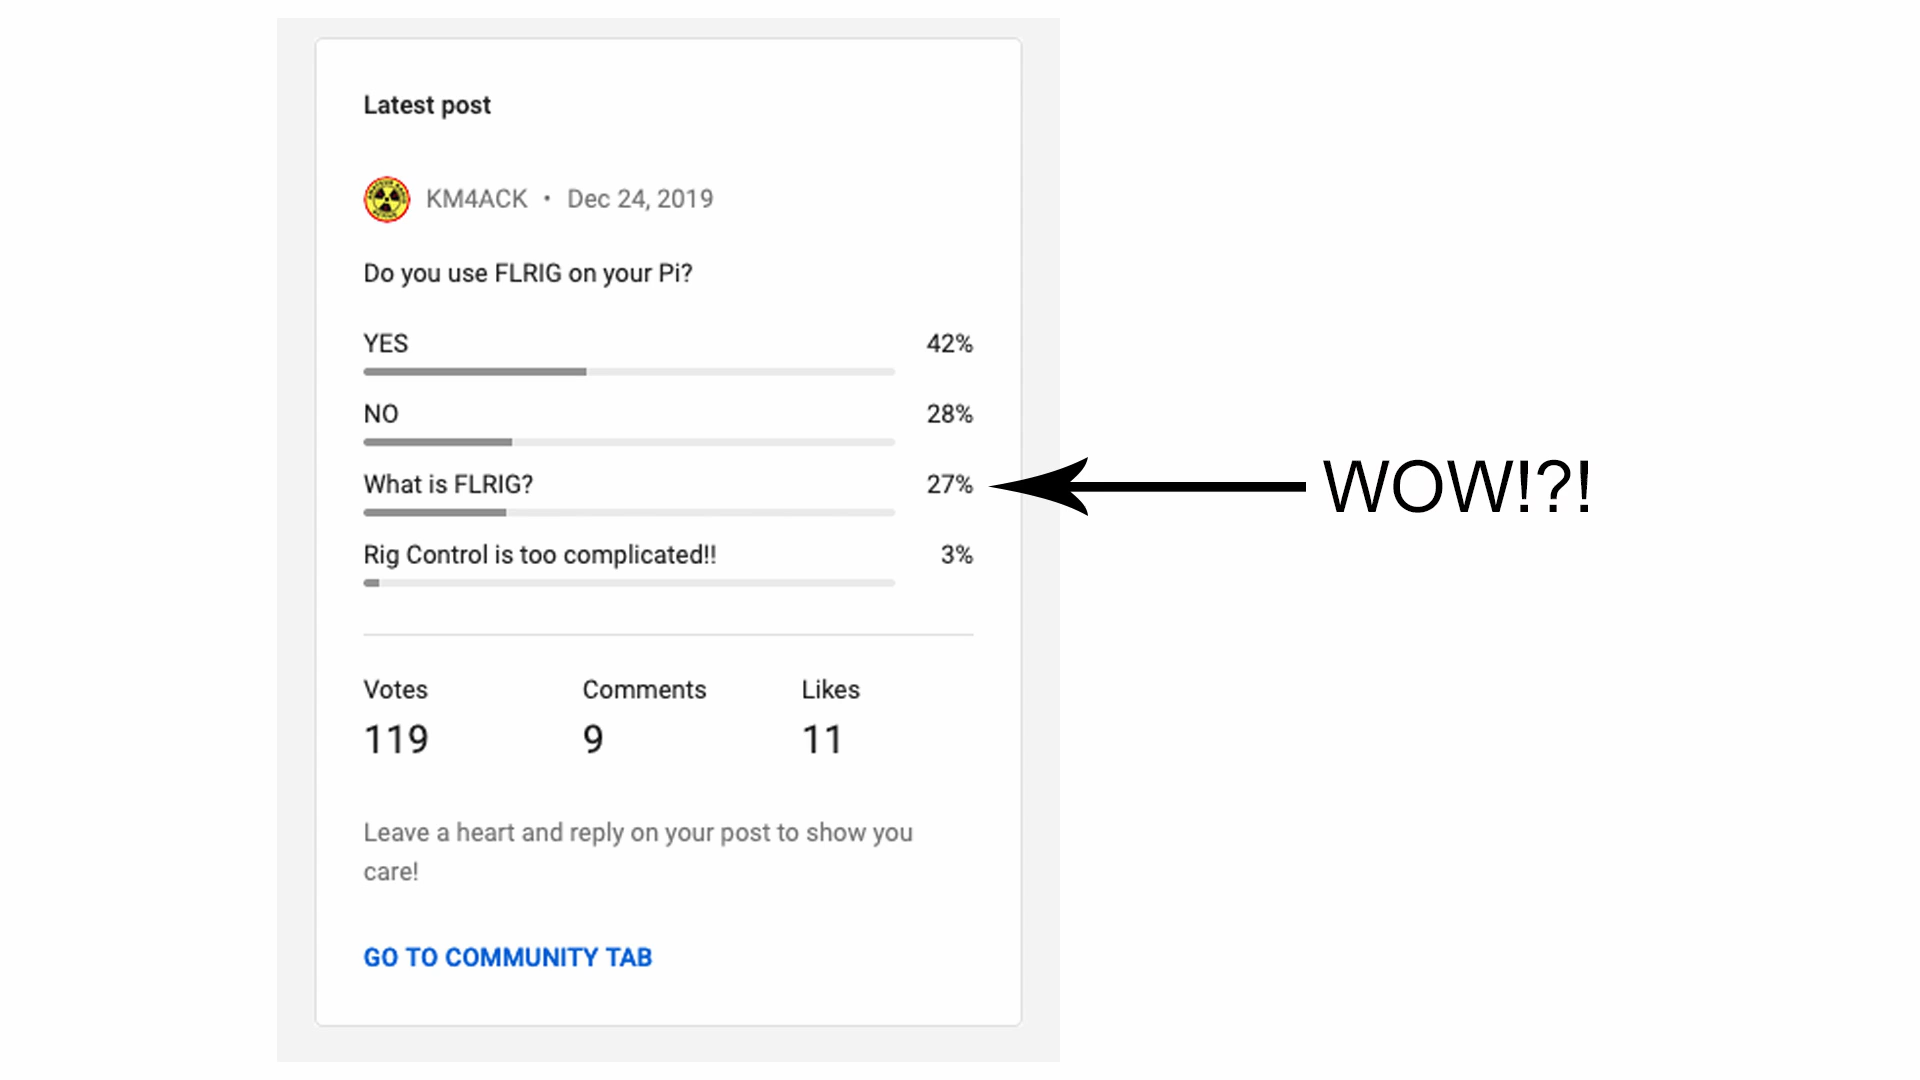 Latest post
KM4ACK • Dec 24, 2019
Do you use FLRIG on your Pi?
YES 42%
NO 28%
What is FLRIG? 27% WOW!?!
Rig Control is too complicated!! 3%
Votes Comments Likes
119 9 11
Leave a heart and reply on your post to show you
care!
GO TO COMMUNITY TAB